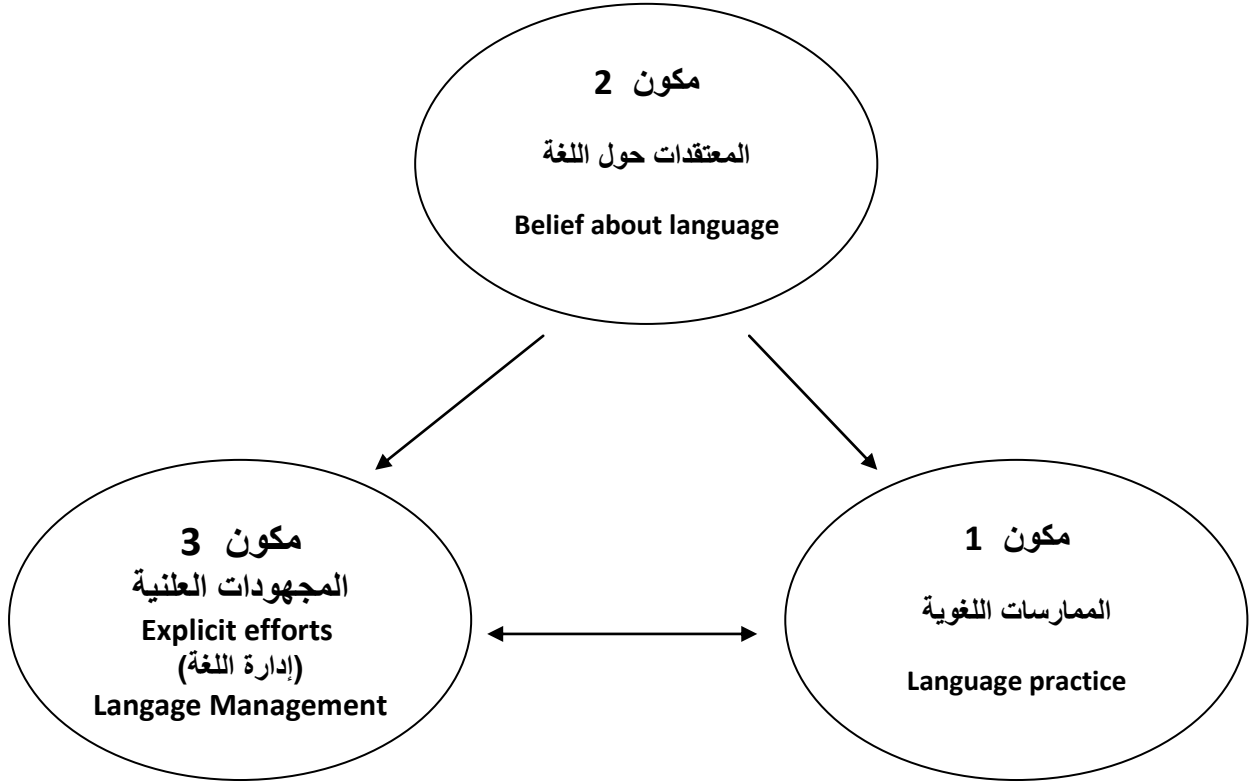 مكون 2
المعتقدات حول اللغة
Belief about language
مكون 3
المجهودات العلنية
Explicit efforts
(إدارة اللغة)
Langage Management
مكون 1
الممارسات اللغوية
Language practice